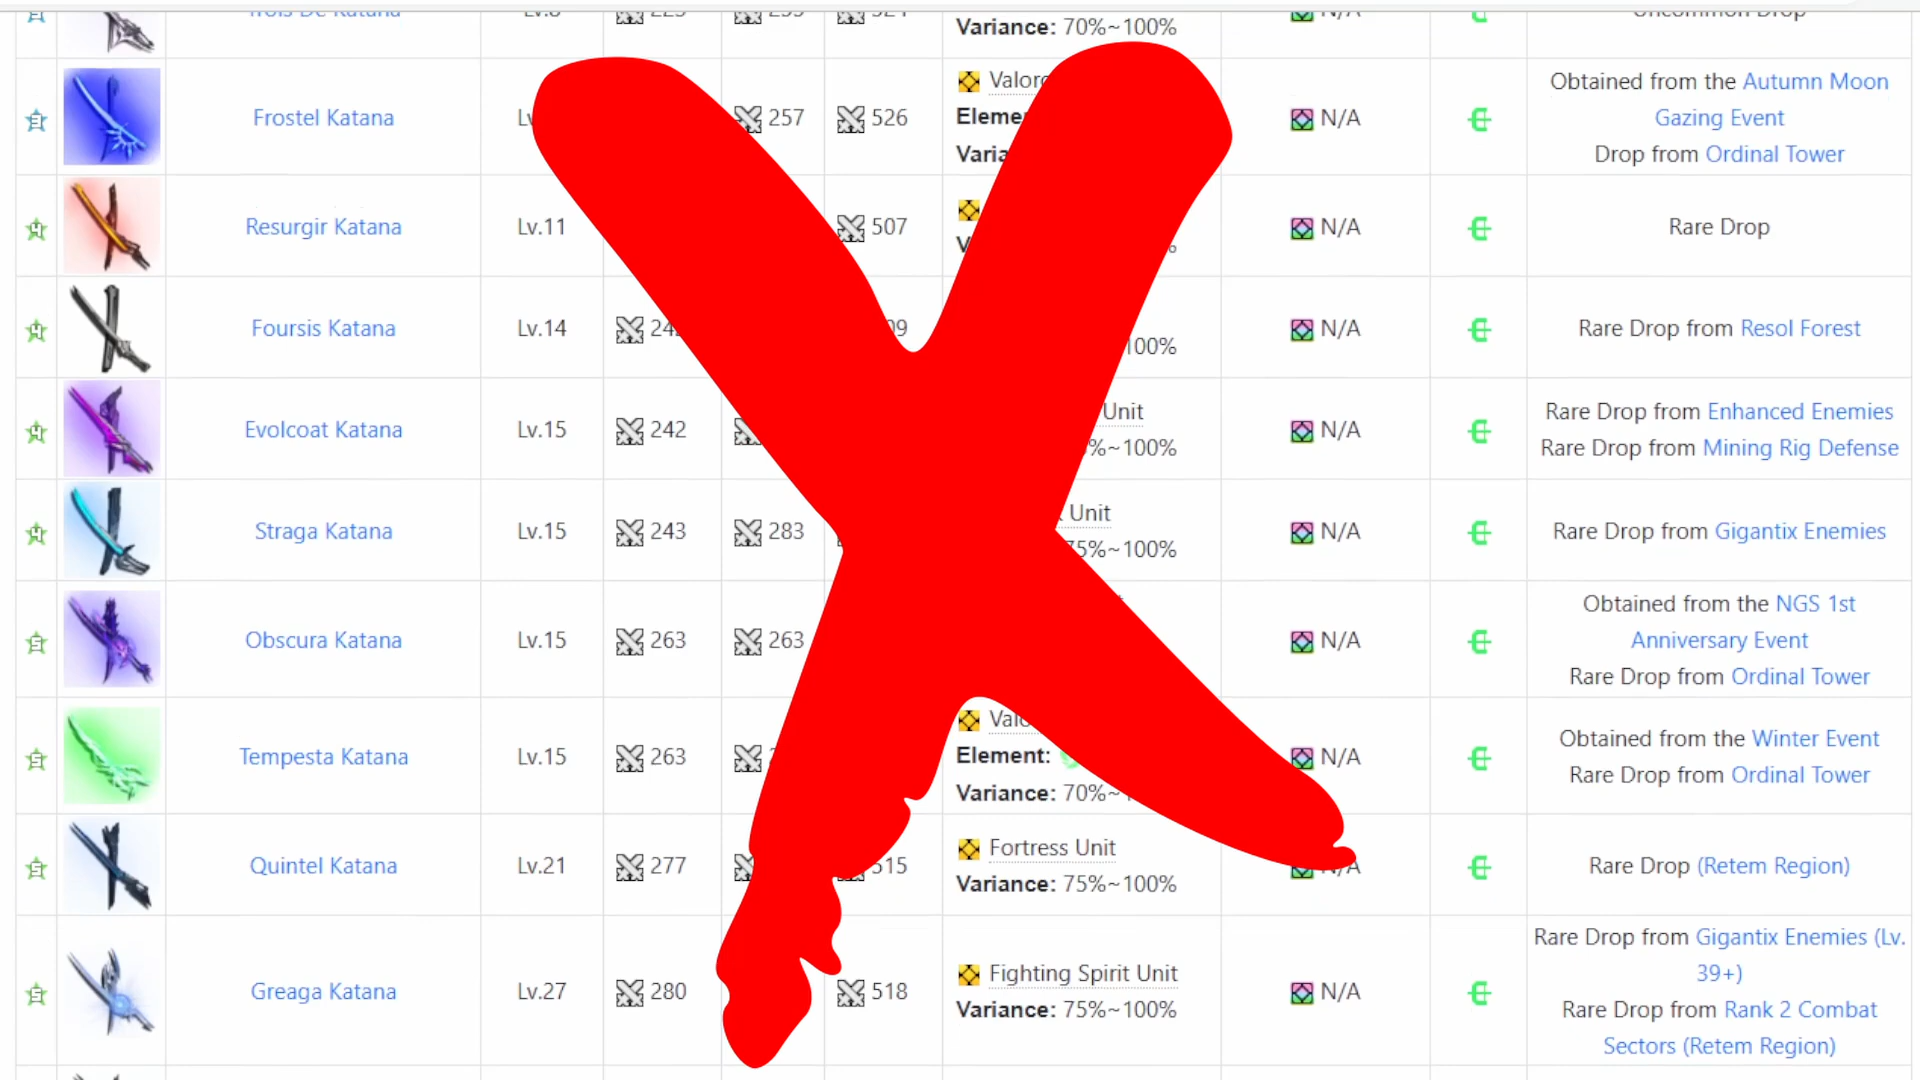 Variance: 70%~100%
Uncommon Drop
Frostel Katana
257
526
Element
N/A
Obtained from the Autumn Moon
Gazing Event
Drop from Ordinal Tower
Resurgir Katana
Lv.11
507
N/A
Rare Drop
Foursis Katana
Lv.14
100%
N/A
Rare Drop from Resol Forest
Evolcoat Katana
Lv.15
242
Unit
%~100%
N/A
Rare Drop from Enhanced Enemies
Rare Drop from Mining Rig Defense
Straga Katana
Lv.15
243
283
Unit
75%~100%
N/A
Rare Drop from Gigantix Enemies
Obscura Katana
Lv.15
263
263
N/A
Obtained from the NGS 1st
Anniversary Event
Rare Drop from Ordinal Tower
Tempesta Katana
Lv.15
263
Element:
Variance: 70%~
N/A
Obtained from the Winter Event
Rare Drop from Ordinal Tower
Quintel Katana
Lv.21
277
515
Fortress Unit
Variance: 75%~100%
N/A
Rare Drop (Retem Region)
Greaga Katana
Lv.27
280
518
Fighting Spirit Unit
Variance: 75%~100%
N/A
Rare Drop from Gigantix Enemies (Lv.
39+)
Rare Drop from Rank 2 Combat
Sectors (Retem Region)